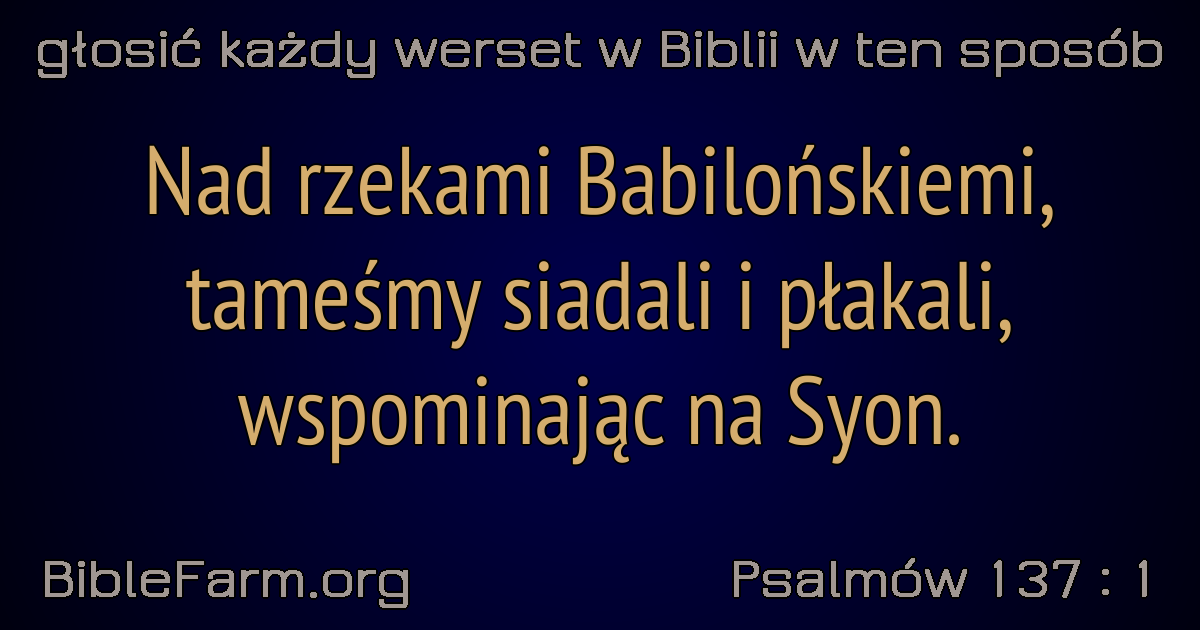 głosić każdy werset w Biblii w ten sposób
Nad rzekami Babilońskiemi,
tameśmy siadali i płakali,
wspominając na Syon.
BibleFarm.org
Psalmów 137 : 1